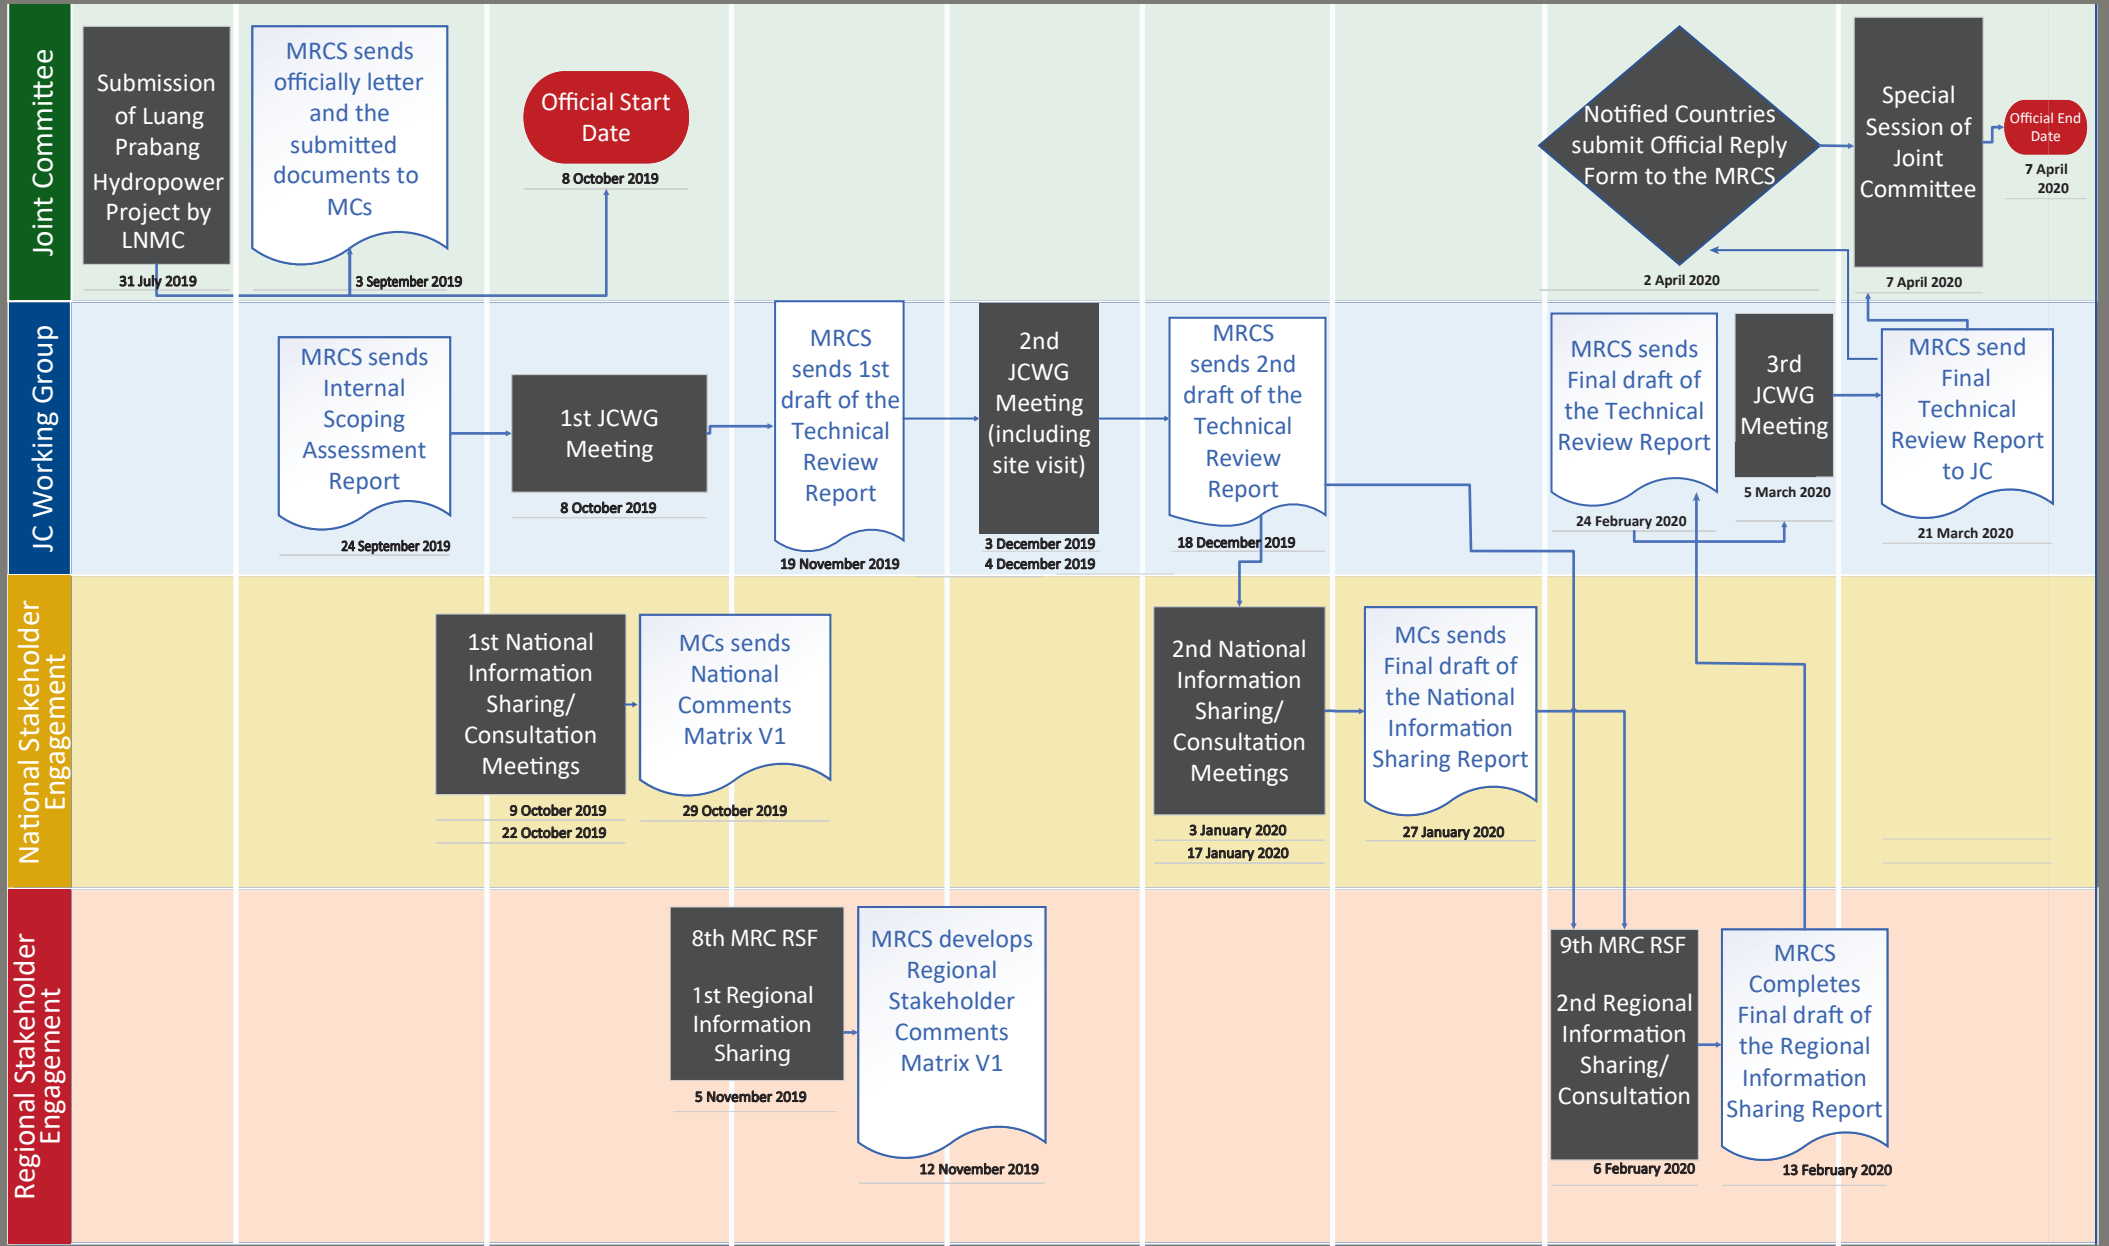 Joint Committee
Submission
of Luang
Prabang
Hydropower
Project by
LNMC
31 July 2019
MRCS sends
officially letter
and the
submitted
documents to
MCs
3 September 2019
Official Start
Date
8 October 2019
Notified Countries
submit Official Reply
Form to the MRCS
2 April 2020
Special
Session of
Joint
Committee
7 April 2020
Official End
Date
7 April
2020
JC Working Group
MRCS sends
Internal
Scoping
Assessment
Report
24 September 2019
1st JCWG
Meeting
8 October 2019
MRCS
sends 1st
draft of the
Technical
Review
Report
19 November 2019
2nd
JCWG
Meeting
(including
site visit)
3 December 2019
4 December 2019
MRCS
sends 2nd
draft of the
Technical
Review
Report
18 December 2019
MRCS sends
Final draft of
the Technical
Review Report
24 February 2020
3rd
JCWG
Meeting
5 March 2020
MRCS send
Final
Technical
Review Report
to JC
21 March 2020
National Stakeholder
Engagement
1st National
Information
Sharing/
Consultation
Meetings
9 October 2019
22 October 2019
MCs sends
National
Comments
Matrix V1
29 October 2019
2nd National
Information
Sharing/
Consultation
Meetings
3 January 2020
17 January 2020
MCs sends
Final draft of
the National
Information
Sharing Report
27 January 2020
Regional Stakeholder
Engagement
8th MRC RSF
1st Regional
Information
Sharing
5 November 2019
MRCS develops
Regional
Stakeholder
Comments
Matrix V1
12 November 2019
9th MRC RSF
2nd Regional
Information
Sharing/
Consultation
6 February 2020
MRCS
Completes
Final draft of
the Regional
Information
Sharing Report
13 February 2020